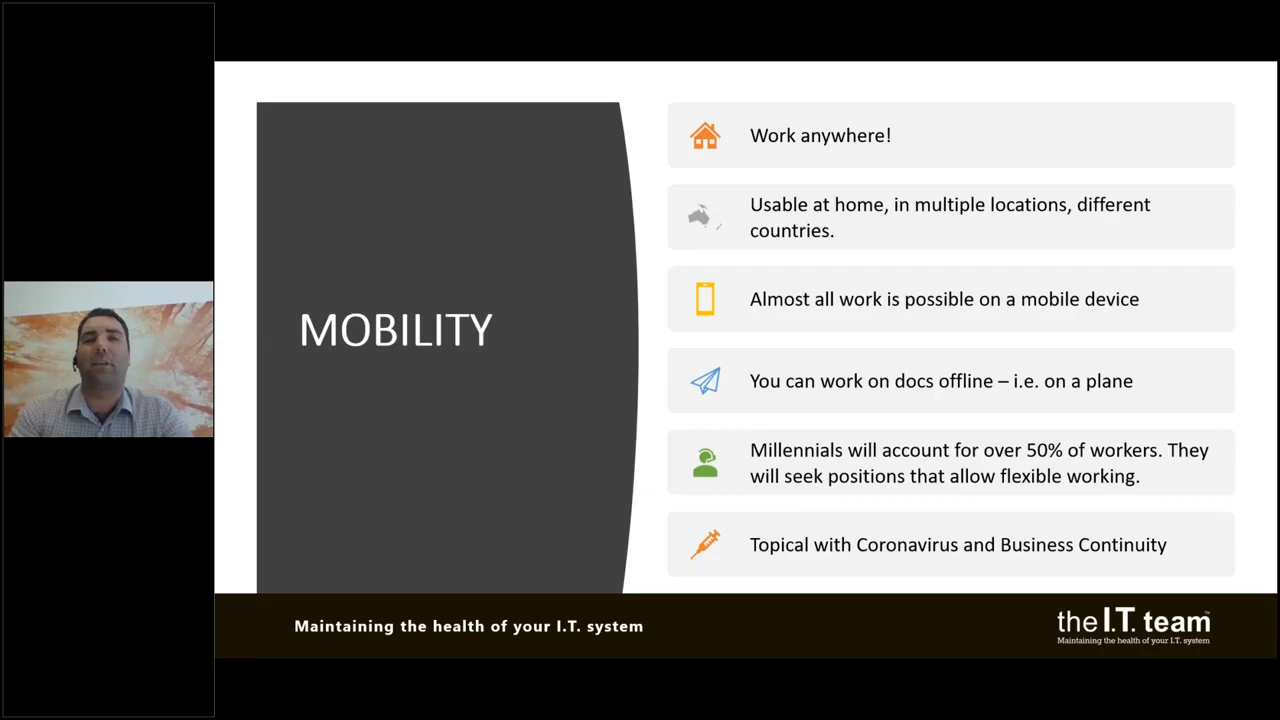 MOBILITY
Work anywhere!
Usable at home, in multiple locations, different
countries.
Almost all work is possible on a mobile device
You can work on docs offline – i.e. on a plane
Millennials will account for over 50% of workers. They
will seek positions that allow flexible working.
Topical with Coronavirus and Business Continuity
Maintaining the health of your I.T. system
the I.T. team™
Maintaining the health of your I.T. system